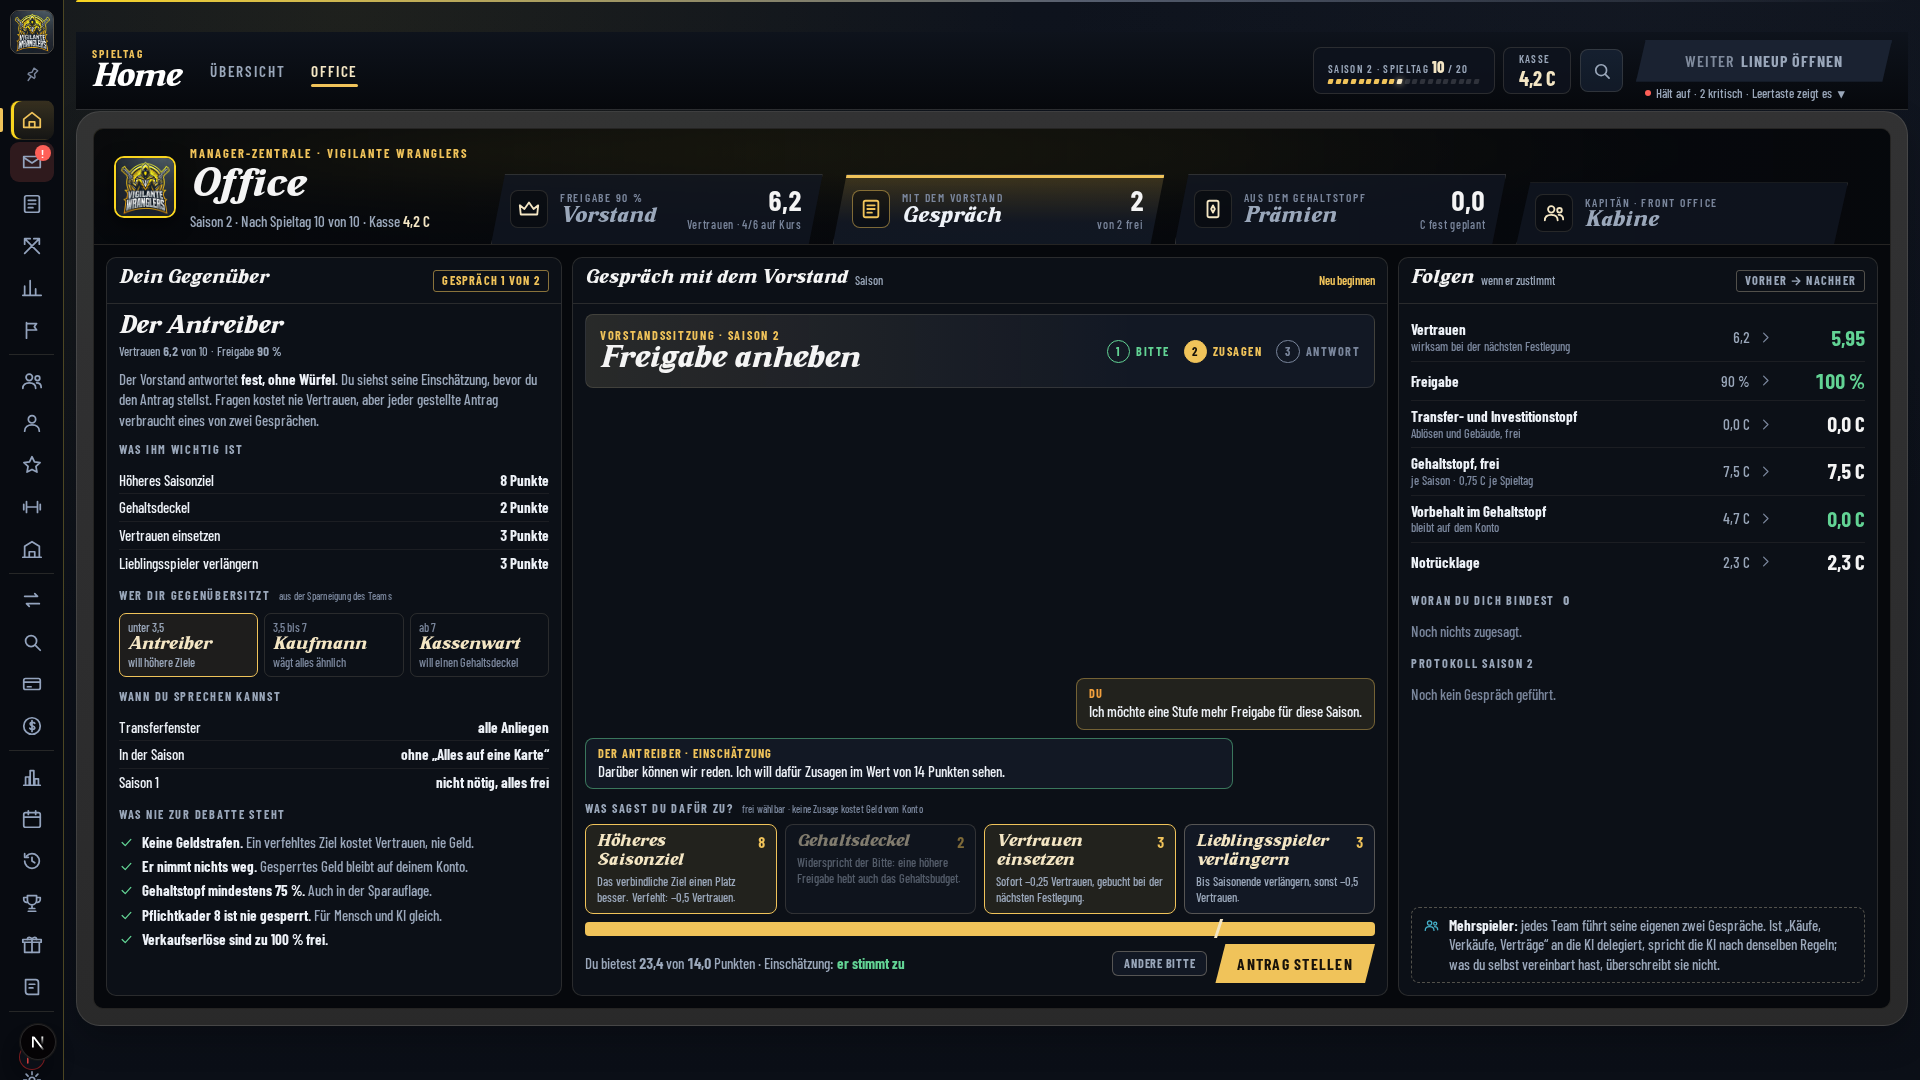 SPIELTAG
Home
ÜBERSICHT
OFFICE
SAISON 2 · SPIELTAG 10 / 20
KASSE
4,2 C
WEITER LINEUP ÖFFNEN
Hält auf · 2 kritisch · Leertaste zeigt es ▼
MANAGER-ZENTRALE · VIGILANTE WRANGLERS
Office
Saison 2 · Nach Spieltag 10 von 10 · Kasse 4,2 C
FREIGABE 90 %
Vorstand
6,2
Vertrauen · 4/6 auf Kurs
MIT DEM VORSTAND
Gespräch
2
von 2 frei
AUS DEM GEHALTSTOPF
Prämien
0,0
C fest geplant
KAPITÄN · FRONT OFFICE
Kabine
Dein Gegenüber
GESPRÄCH 1 VON 2
Der Antreiber
Vertrauen 6,2 von 10 · Freigabe 90 %
Der Vorstand antwortet fest, ohne Würfel. Du siehst seine Einschätzung, bevor du
den Antrag stellst. Fragen kostet nie Vertrauen, aber jeder gestellte Antrag
verbraucht eines von zwei Gesprächen.
WAS IHM WICHTIG IST
Höheres Saisonziel 8 Punkte
Gehaltsdeckel 2 Punkte
Vertrauen einsetzen 3 Punkte
Lieblingsspieler verlängern 3 Punkte
WER DIR GEGENÜBERSITZT aus der Sparneigung des Teams
unter 3,5
Antreiber
will höhere Ziele
3,5 bis 7
Kaufmann
wägt alles ähnlich
ab 7
Kassenwart
will einen Gehaltsdeckel
WANN DU SPRECHEN KANNST
Transferfenster alle Anliegen
In der Saison ohne „Alles auf eine Karte“
Saison 1 nicht nötig, alles frei
WAS NIE ZUR DEBATTE STEHT
Keine Geldstrafen. Ein verfehltes Ziel kostet Vertrauen, nie Geld.
Er nimmt nichts weg. Gesperrtes Geld bleibt auf deinem Konto.
Gehaltstopf mindestens 75 %. Auch in der Sparauflage.
Pflichtkader 8 ist nie gesperrt. Für Mensch und KI gleich.
Verkaufserlöse sind zu 100 % frei.
Gespräch mit dem Vorstand Saison
Neu beginnen
VORSTANDSSITZUNG · SAISON 2
Freigabe anheben
1 BITTE
2 ZUSAGEN
3 ANTWORT
DU
Ich möchte eine Stufe mehr Freigabe für diese Saison.
DER ANTREIBER · EINSCHÄTZUNG
Darüber können wir reden. Ich will dafür Zusagen im Wert von 14 Punkten sehen.
WAS SAGST DU DAFÜR ZU? frei wählbar · keine Zusage kostet Geld vom Konto
Höheres Saisonziel 8
Das verbindliche Ziel einen Platz
besser. Verfehlt: −0,5 Vertrauen.
Gehaltsdeckel 2
Widerspricht der Bitte: eine höhere
Freigabe hebt auch das Gehaltsbudget.
Vertrauen einsetzen 3
Sofort −0,25 Vertrauen, gebucht bei der
nächsten Festlegung.
Lieblingsspieler verlängern 3
Bis Saisonende verlängern, sonst −0,5
Vertrauen.
Du bietest 23,4 von 14,0 Punkten · Einschätzung: er stimmt zu
ANDERE BITTE
ANTRAG STELLEN
Folgen wenn er zustimmt
VORHER → NACHHER
Vertrauen 6,2 > 5,95
wirksam bei der nächsten Festlegung
Freigabe 90 % > 100 %
Transfer- und Investitionstopf 0,0 C > 0,0 C
Ablösen und Gebäude, frei
Gehaltstopf, frei 7,5 C > 7,5 C
je Saison · 0,75 C je Spieltag
Vorbehalt im Gehaltstopf 4,7 C > 0,0 C
bleibt auf dem Konto
Notrücklage 2,3 C > 2,3 C
WORAN DU DICH BINDEST 0
Noch nichts zugesagt.
PROTOKOLL SAISON 2
Noch kein Gespräch geführt.
Mehrspieler: jedes Team führt seine eigenen zwei Gespräche. Ist „Käufe,
Verkäufe, Verträge“ an die KI delegiert, spricht die KI nach denselben Regeln;
was du selbst vereinbart hast, überschreibt sie nicht.
N